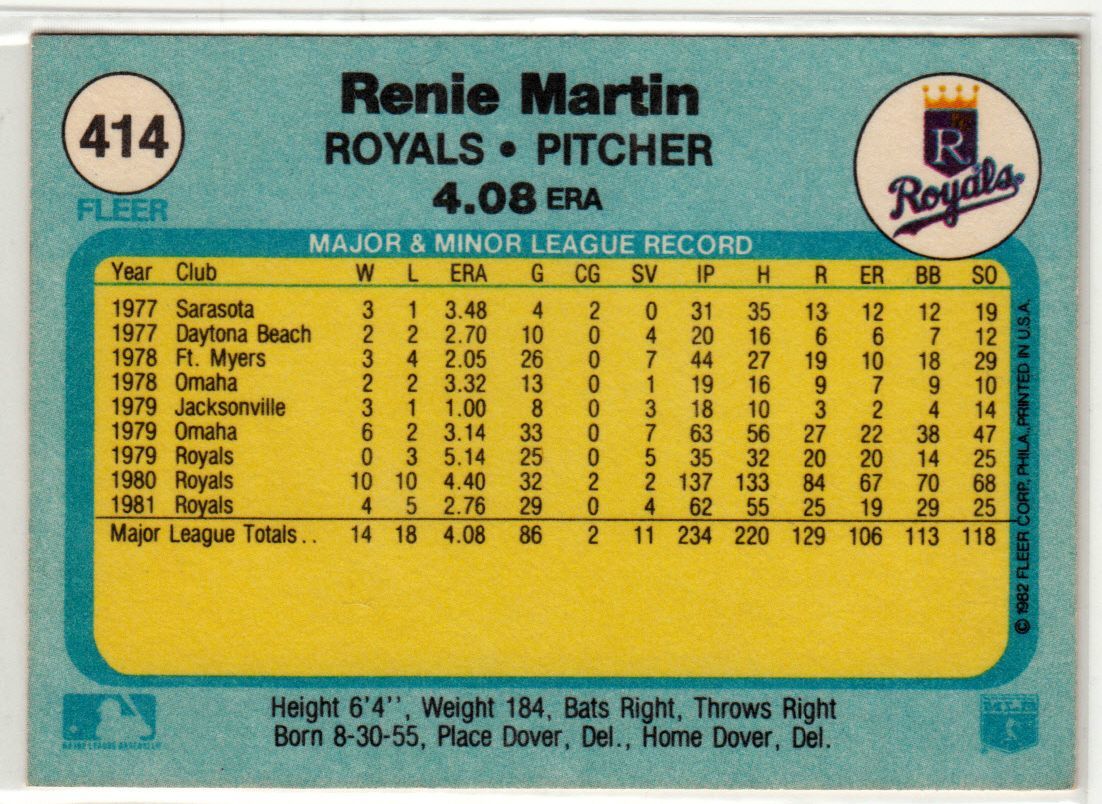 414
FLEER
Renie Martin
ROYALS • PITCHER
4.08 ERA
R
Royals
MAJOR & MINOR LEAGUE RECORD
Year Club W L ERA G CG SV IP H R ER BB SO
1977 Sarasota 3 1 3.48 4 2 0 31 35 13 12 12 19
1977 Daytona Beach 2 2 2.70 10 0 4 20 16 6 6 7 12
1978 Ft. Myers 3 4 2.05 26 0 7 44 27 19 10 18 29
1978 Omaha 2 2 3.32 13 0 1 19 16 9 7 9 10
1979 Jacksonville 3 1 1.00 8 0 3 18 10 3 2 4 14
1979 Omaha 6 2 3.14 33 0 7 63 56 27 22 38 47
1979 Royals 0 3 5.14 25 0 5 35 32 20 20 14 25
1980 Royals 10 10 4.40 32 2 2 137 133 84 67 70 68
1981 Royals 4 5 2.76 29 0 4 62 55 25 19 29 25
Major League Totals.. 14 18 4.08 86 2 11 234 220 129 106 113 118
© 1982 FLEER CORP., PHILA., PRINTED IN U.S.A.
Height 6'4'', Weight 184, Bats Right, Throws Right
Born 8-30-55, Place Dover, Del., Home Dover, Del.
MAJOR LEAGUE BASEBALL